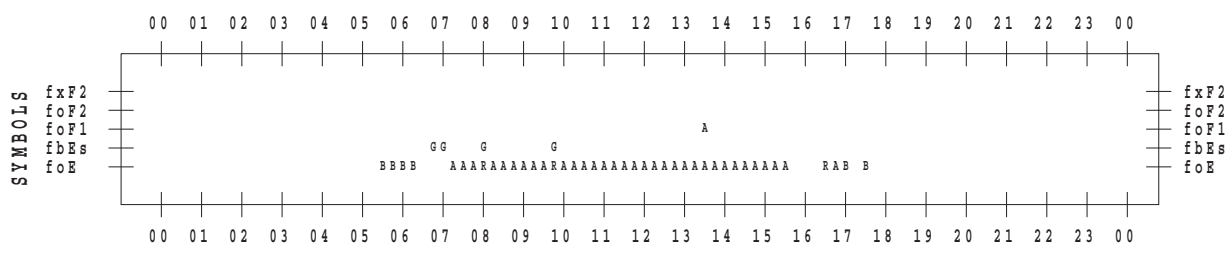 00 01 02 03 04 05 06 07 08 09 10 11 12 13 14 15 16 17 18 19 20 21 22 23 00
SYMBOLS
fxF2 fxF2
foF2 foF2
foF1 A foF1
fbEs GG G G fbEs
foE BBBB AAARAAAAAARAAAAAAAAAAAAAAAAAAAAAAA RAB B foE
00 01 02 03 04 05 06 07 08 09 10 11 12 13 14 15 16 17 18 19 20 21 22 23 00